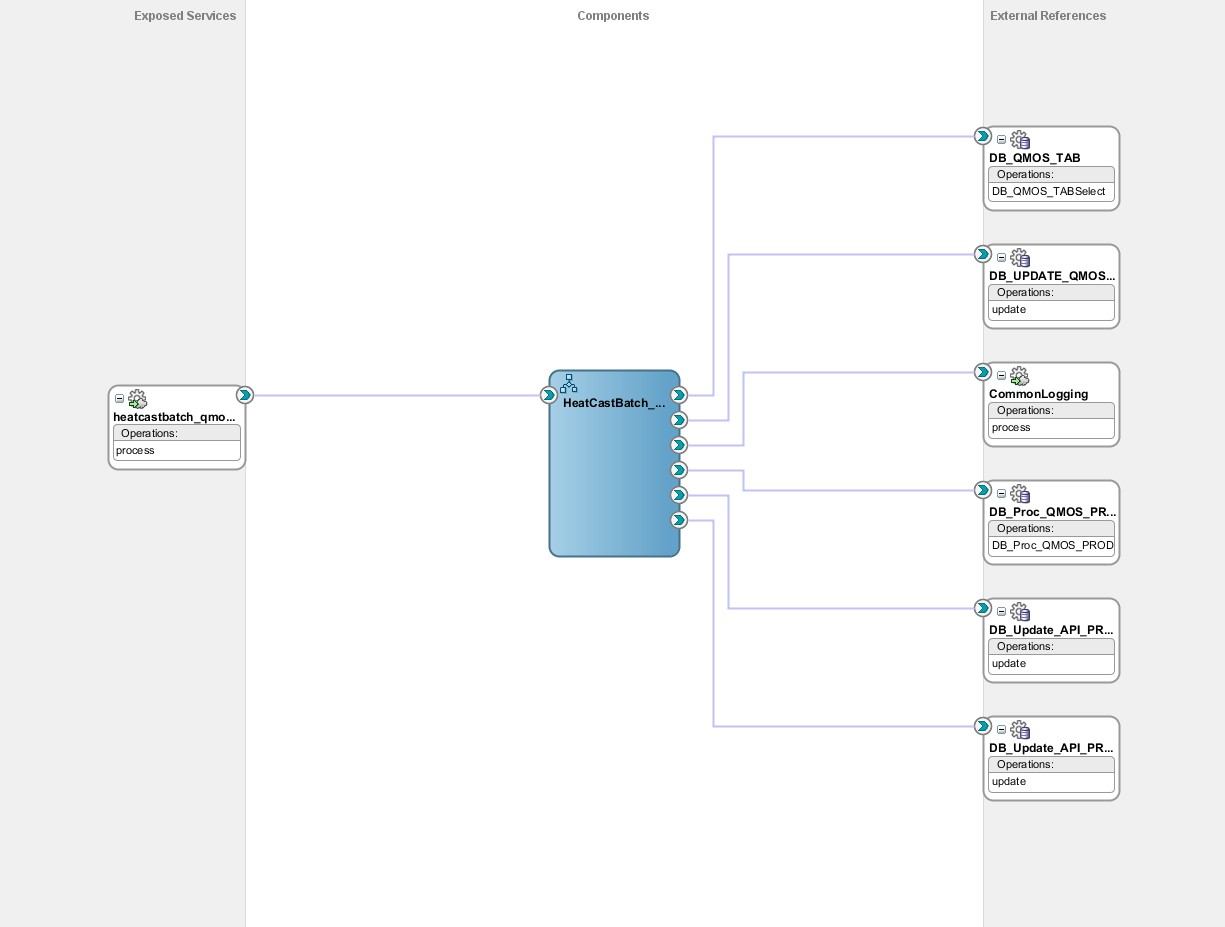 Exposed Services
Components
External References
heatcastbatch_qmo...
Operations:
process
HeatCastBatch_...
DB_QMOS_TAB
Operations:
DB_QMOS_TABSelect
DB_UPDATE_QMOS...
Operations:
update
CommonLogging
Operations:
process
DB_Proc_QMOS_PR...
Operations:
DB_Proc_QMOS_PROD
DB_Update_API_PR...
Operations:
update
DB_Update_API_PR...
Operations:
update